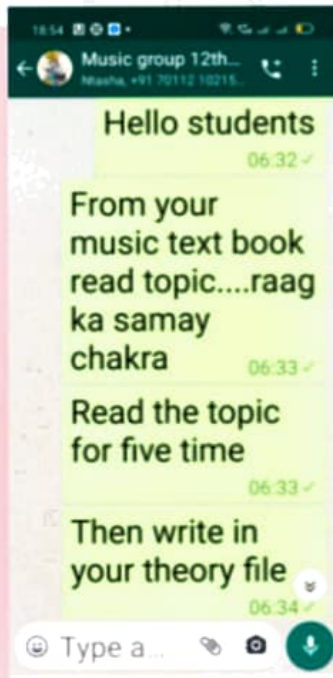 18:54
Music group 12th...
Ntasha, +91 70112 10215...
Hello students
06:32
From your
music text book
read topic....raag
ka samay
chakra
06:33
Read the topic
for five time
06:33
Then write in
your theory file
06:34
Type a...